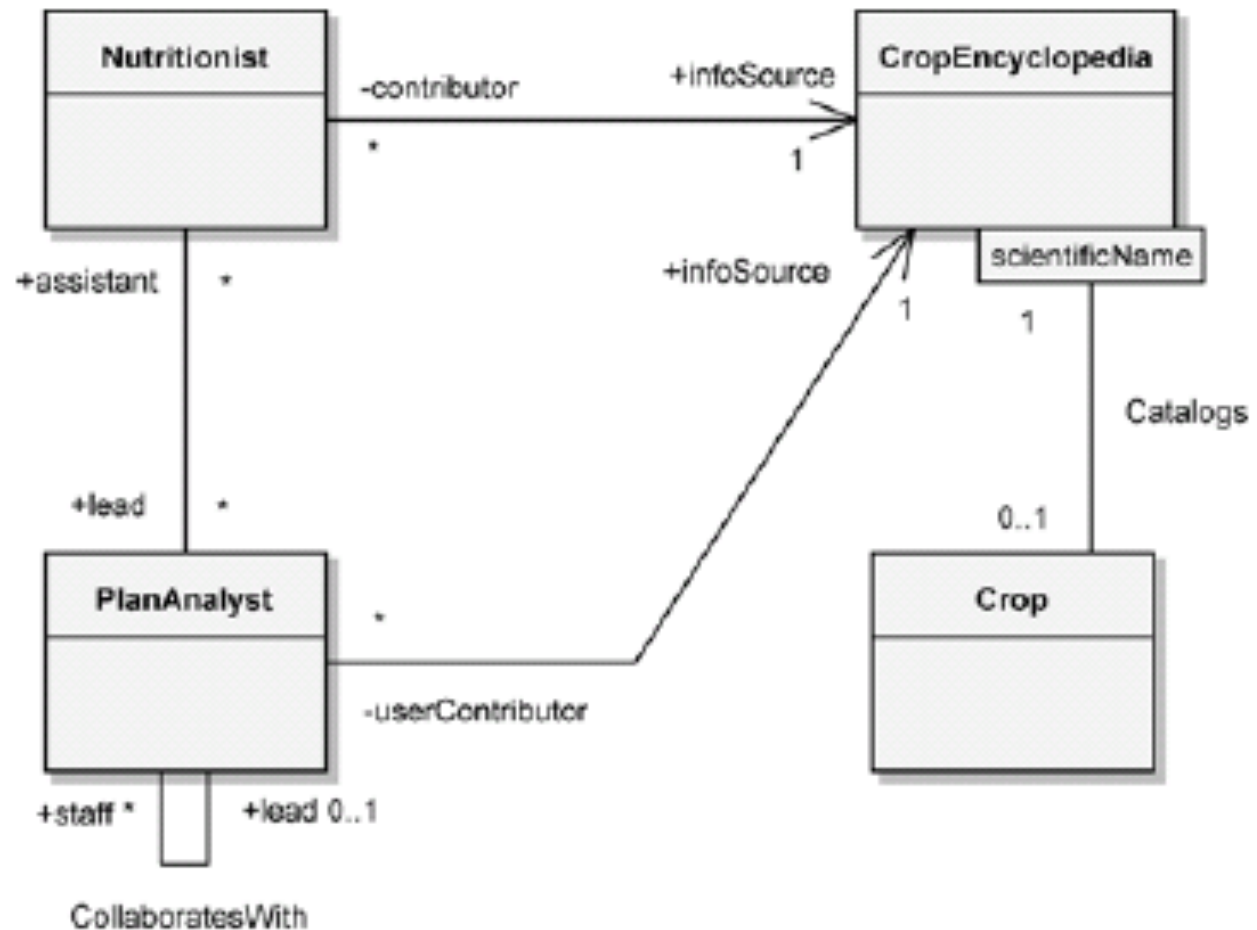 Nutritionist
-contributor
*
+infoSource
1
CropEncyclopedia
scientificName
1
Catalogs
0..1
Crop
+infoSource
1
+assistant *
+lead *
PlanAnalyst
*
-userContributor
+staff *
+lead 0..1
CollaboratesWith